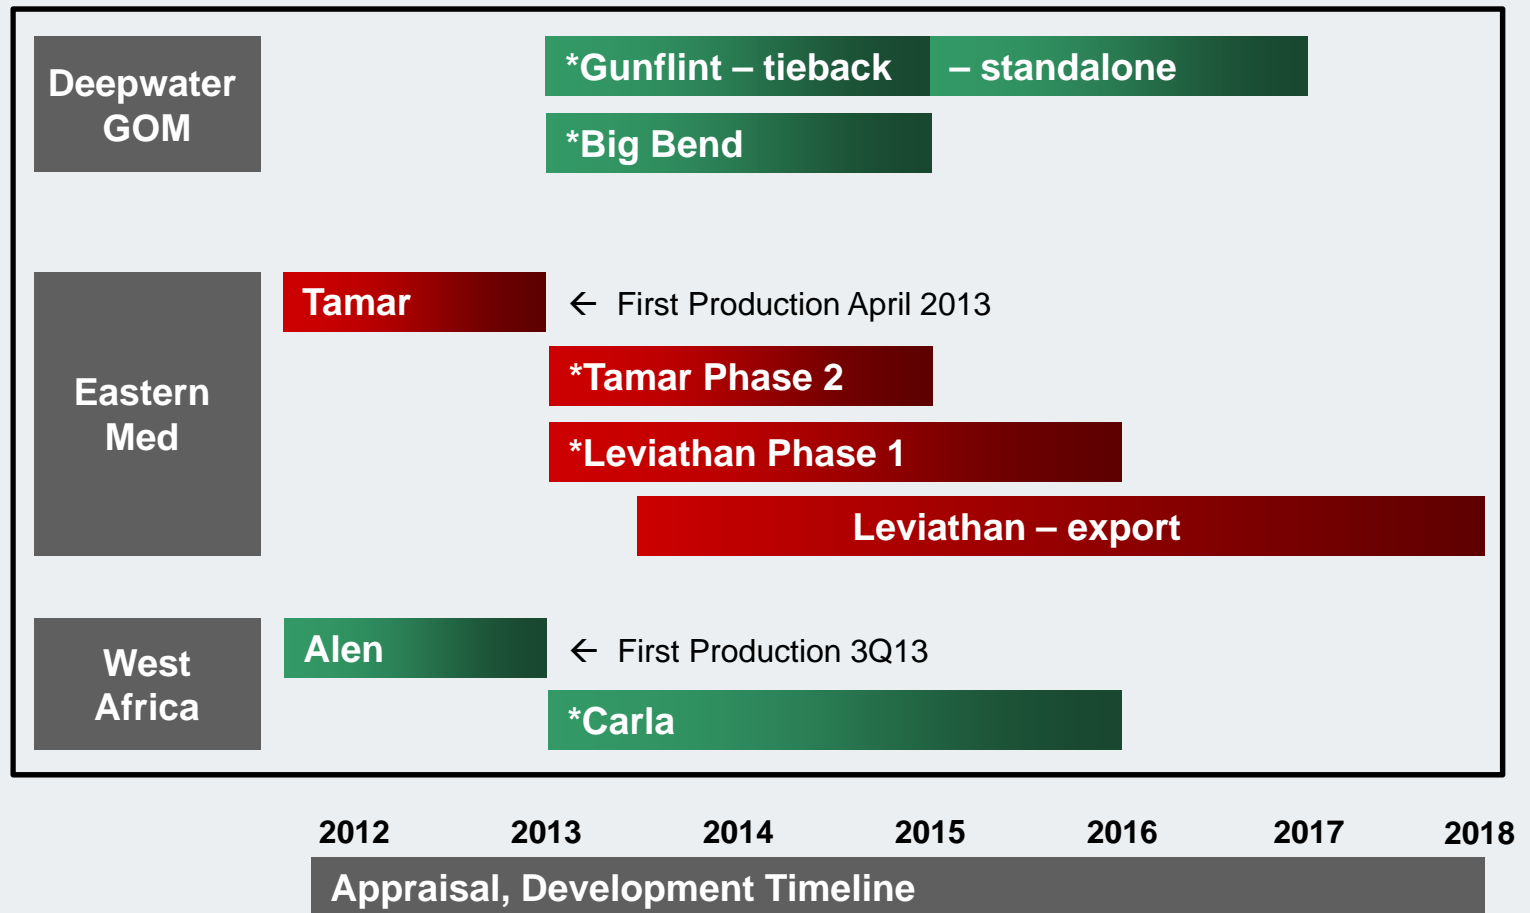 Deepwater
GOM
*Gunflint – tieback – standalone
*Big Bend
Eastern
Med
Tamar
← First Production April 2013
*Tamar Phase 2
*Leviathan Phase 1
Leviathan – export
West
Africa
Alen
← First Production 3Q13
*Carla
2012 2013 2014 2015 2016 2017 2018
Appraisal, Development Timeline